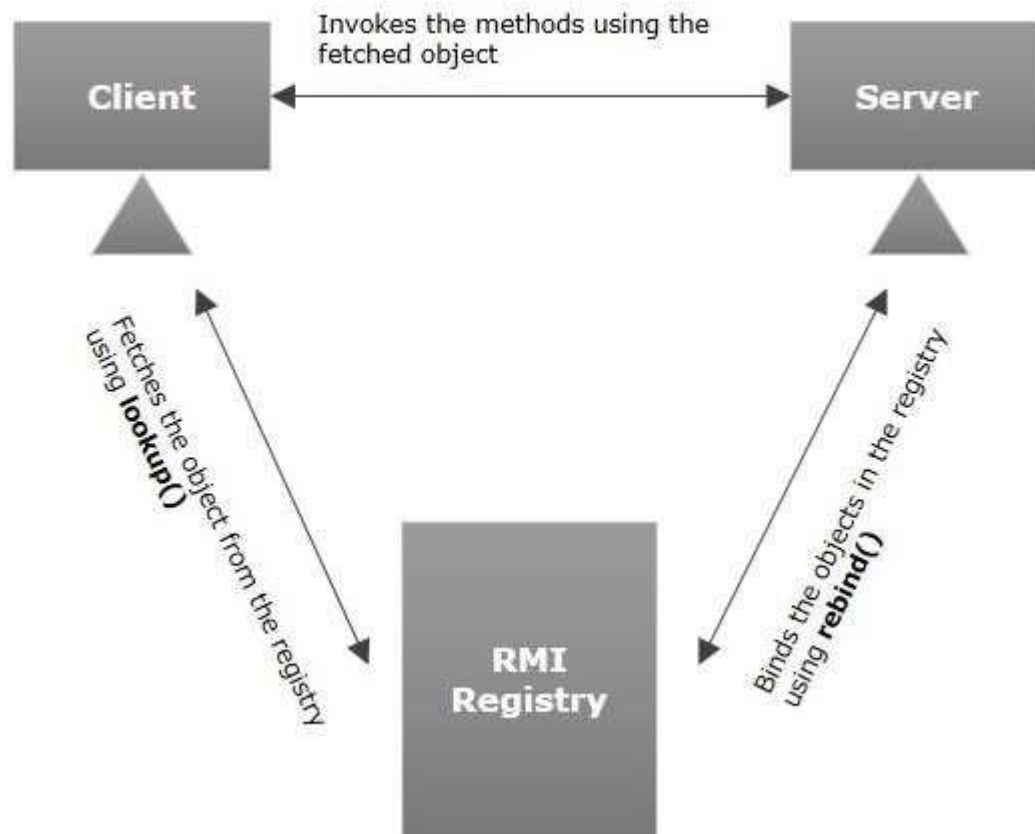 Invokes the methods using the
fetched object
Client
Server
Fetches the object from the registry
using lookup()
Binds the objects in the registry
using rebind()
RMI
Registry